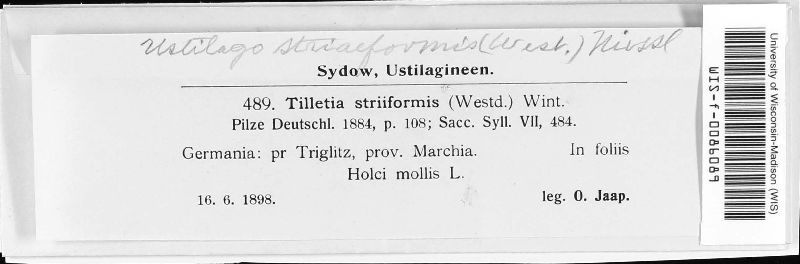 Ustilago striaeformis (West.) Niessl
Sydow, Ustilagineen.
489. Tilletia striiformis (Westd.) Wint.
Pilze Deutschl. 1884, p. 108; Sacc. Syll. VII, 484.
Germania: pr Triglitz, prov. Marchia. In foliis
Holci mollis L.
16. 6. 1898. leg. O. Jaap.
University of Wisconsin-Madison (WIS)
WIS-f-0086089